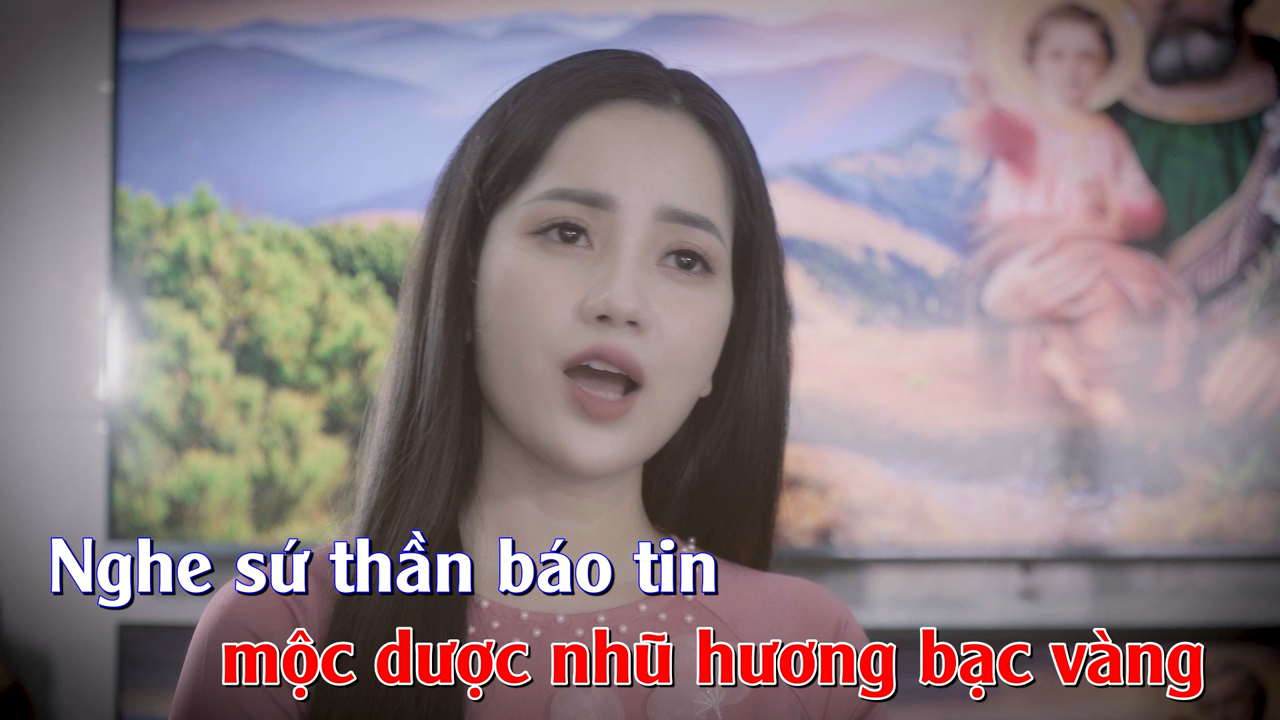 Nghe sứ thần báo tin
mộc dược nhũ hương bạc vàng